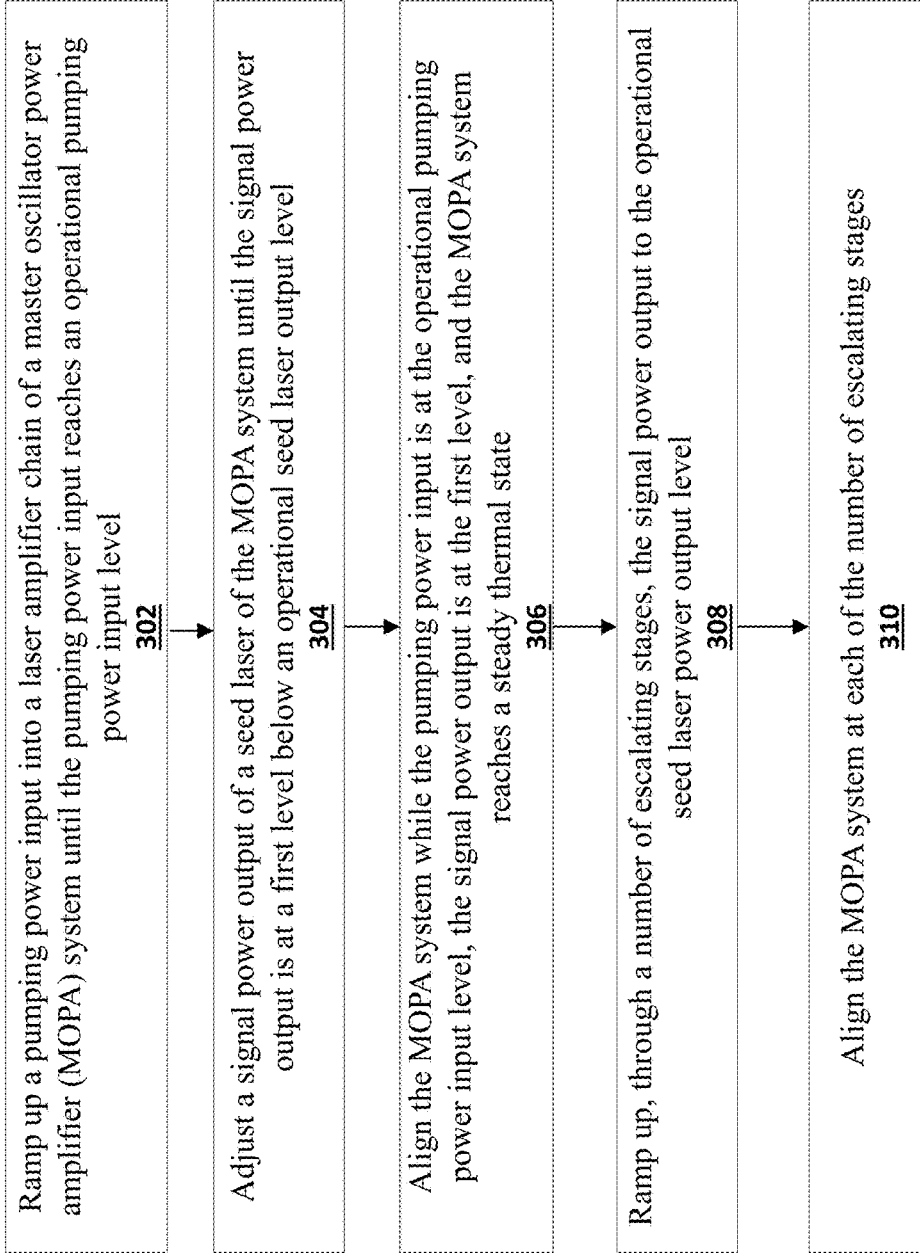 Ramp up a pumping power input into a laser amplifier chain of a master oscillator power
amplifier (MOPA) system until the pumping power input reaches an operational pumping
power input level
302
Adjust a signal power output of a seed laser of the MOPA system until the signal power
output is at a first level below an operational seed laser output level
304
Align the MOPA system while the pumping power input is at the operational pumping
power input level, the signal power output is at the first level, and the MOPA system
reaches a steady thermal state
306
Ramp up, through a number of escalating stages, the signal power output to the operational
seed laser power output level
308
Align the MOPA system at each of the number of escalating stages
310